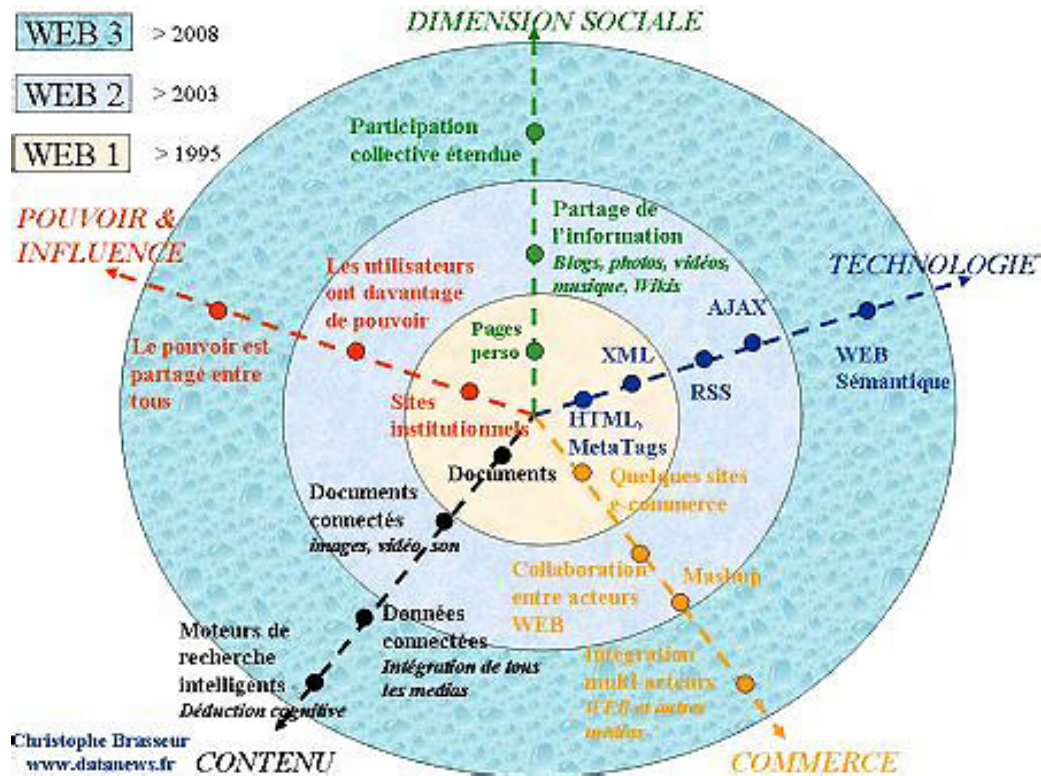 DIMENSION SOCIALE
WEB 3 > 2008
WEB 2 > 2003
WEB 1 > 1995
Participation
collective étendue
Partage de
l'information
Blogs, photos, vidéos,
musique, Wikis
Pages
perso
POUVOIR &
INFLUENCE
Les utilisateurs
ont davantage
de pouvoir
Le pouvoir est
partagé entre
tous
Sites
institutionnels
TECHNOLOGIE
AJAX
XML
RSS
WEB
Sémantique
HTML,
MetaTags
Documents
Documents
connectés
images, vidéo, son
Données
connectées
Intégration de tous
les medias
Moteurs de
recherche
intelligents
Déduction cognitive
CONTENU
Quelques sites
e-commerce
Collaboration
entre acteurs
WEB
Mashup
Intégration
multi-acteurs
WEB et autres
médias
COMMERCE
Christophe Brasseur
www.datanews.fr